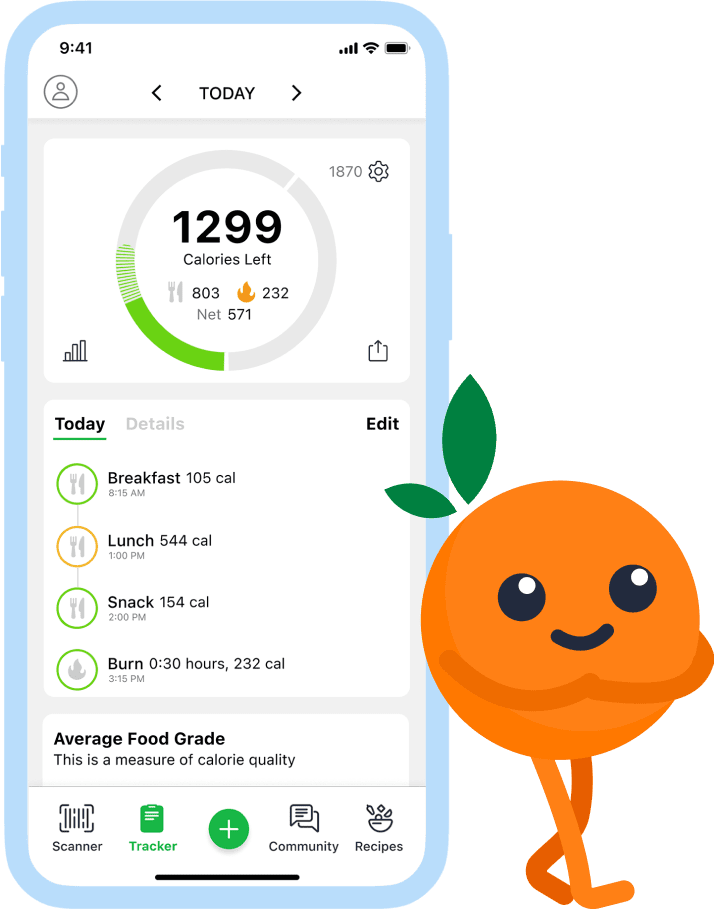 9:41
TODAY
1870
1299
Calories Left
803 232
Net 571
Today Details Edit
Breakfast 105 cal
8:15 AM
Lunch 544 cal
1:00 PM
Snack 154 cal
2:00 PM
Burn 0:30 hours, 232 cal
3:15 PM
Average Food Grade
This is a measure of calorie quality
Scanner Tracker Community Recipes